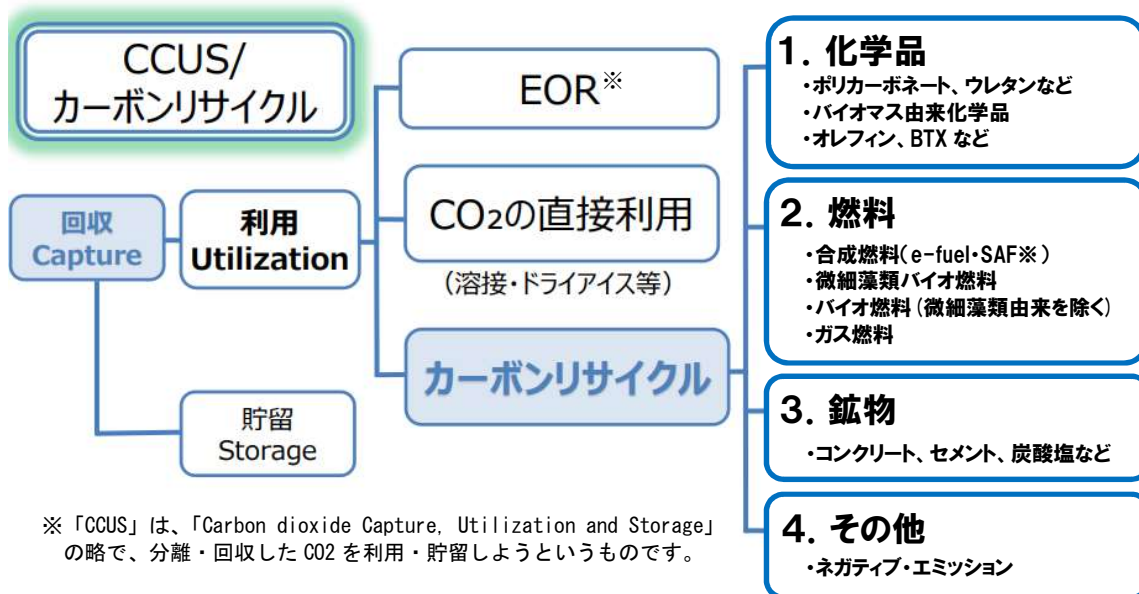 CCUS/
カーボンリサイクル
回収
Capture
利用
Utilization
貯留
Storage
EOR※
CO₂の直接利用
(溶接・ドライアイス等)
カーボンリサイクル
1. 化学品
・ポリカーボネート、ウレタンなど
・バイオマス由来化学品
・オレフィン、BTX など
2. 燃料
・合成燃料(e-fuel・SAF※)
・微細藻類バイオ燃料
・バイオ燃料(微細藻類由来を除く)
・ガス燃料
3. 鉱物
・コンクリート、セメント、炭酸塩など
4. その他
・ネガティブ・エミッション
※「CCUS」は、「Carbon dioxide Capture, Utilization and Storage」
の略で、分離・回収した CO2 を利用・貯留しようというものです。